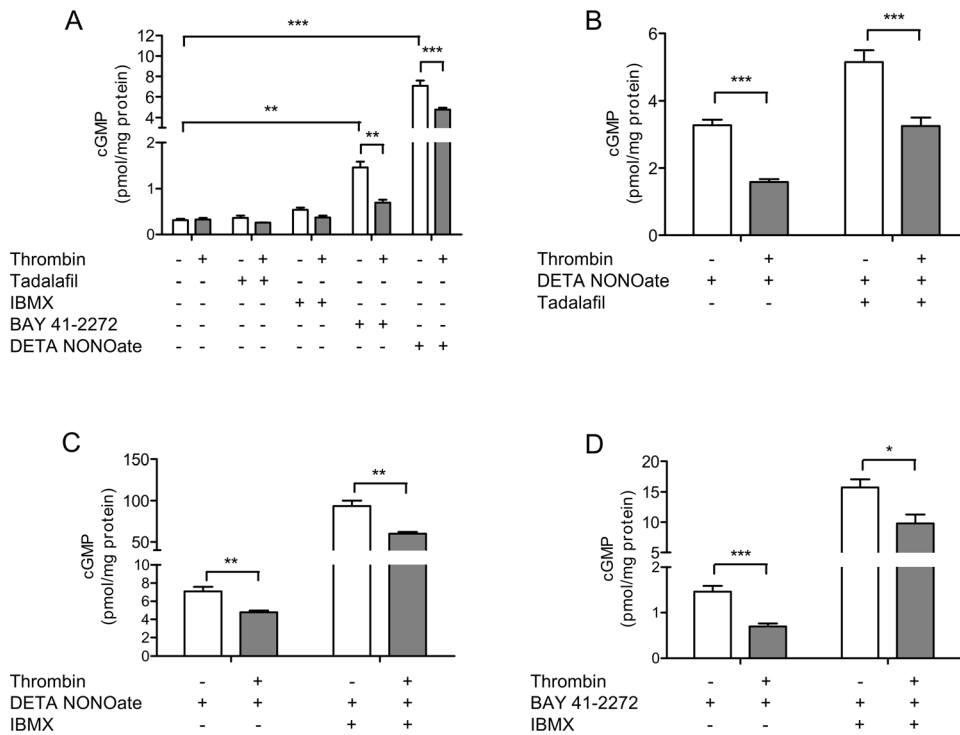 A
***
12
10
8
6
4
2
1
0
cGMP
(pmol/mg protein)
***
**
**
Thrombin - + - + - + - + - +
Tadalafil - - + + - - - - - -
IBMX - - - - + + - - - -
BAY 41-2272 - - - - - - + + - -
DETA NONOate - - - - - - - - + +
B
***
***
6
4
2
0
cGMP
(pmol/mg protein)
Thrombin - + - +
DETA NONOate + + + +
Tadalafil - - + +
C
150
100
50
8
6
4
2
0
cGMP
(pmol/mg protein)
**
**
Thrombin - + - +
DETA NONOate + + + +
IBMX - - + +
D
20
15
10
5
2
1
0
cGMP
(pmol/mg protein)
*
***
Thrombin - + - +
BAY 41-2272 + + + +
IBMX - - + +